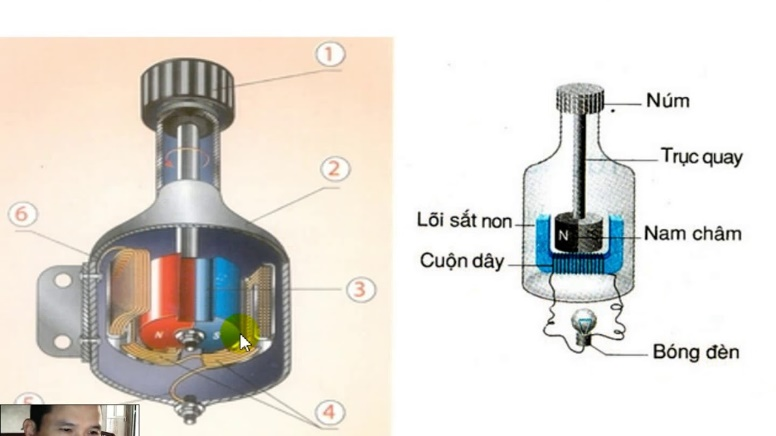 1
2
6
3
N
S
4
5
Núm
Trục quay
Lõi sắt non
N
S
Nam châm
Cuộn dây
Bóng đèn